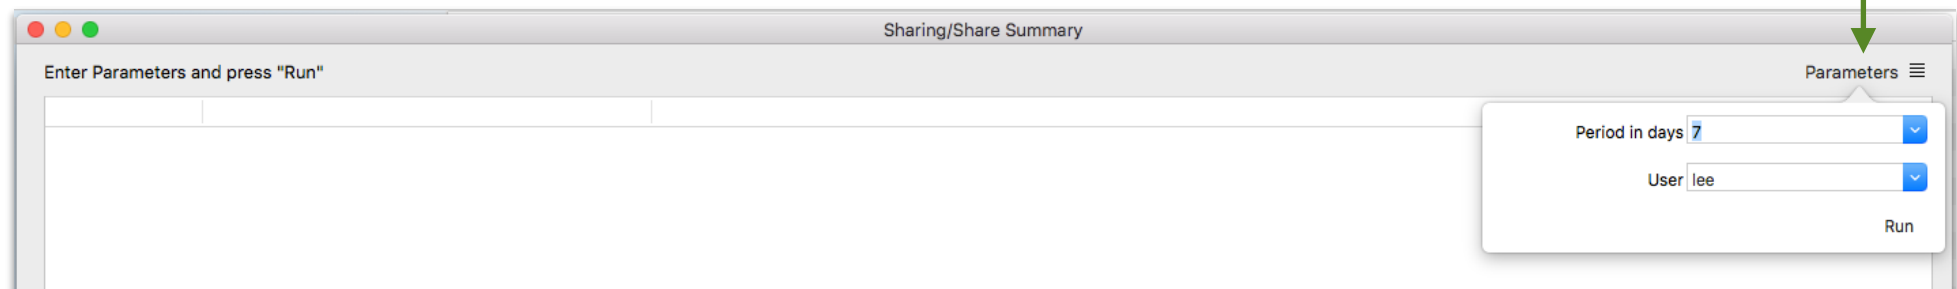 Sharing/Share Summary
Enter Parameters and press "Run"
Parameters
Period in days 7
User lee
Run